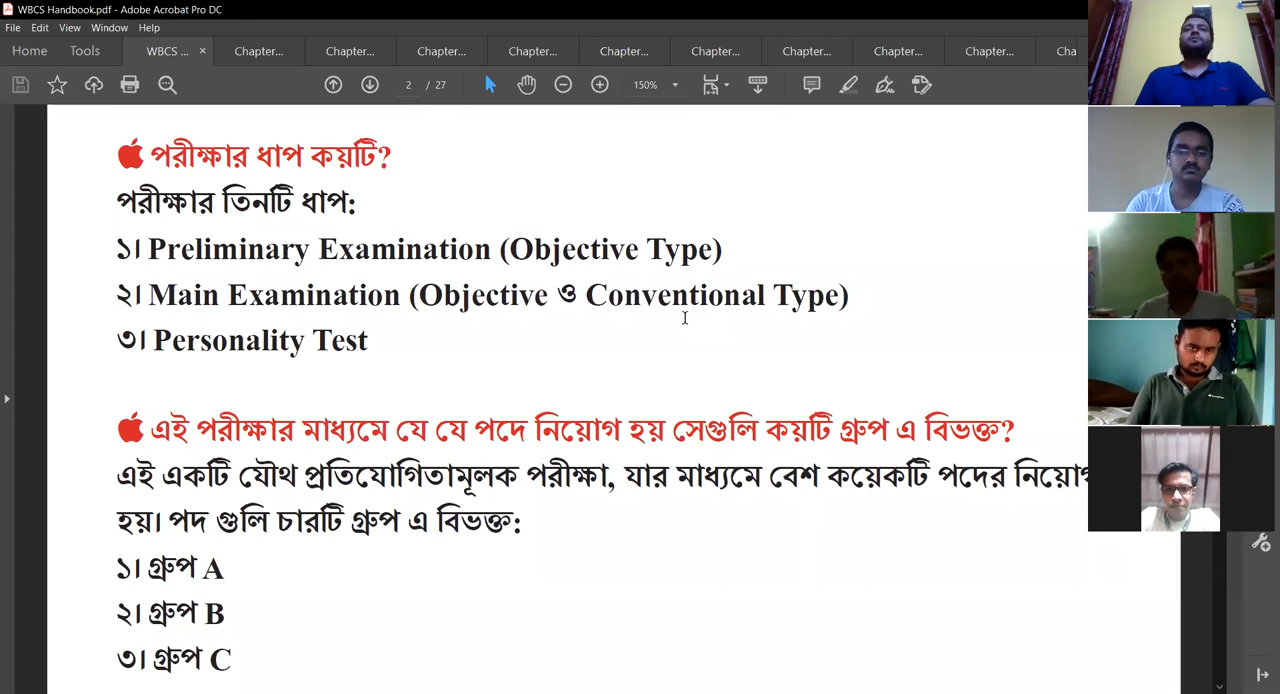 WBCS Handbook.pdf - Adobe Acrobat Pro DC
File Edit View Window Help
Home Tools WBCS ... × Chapter... Chapter... Chapter... Chapter... Chapter... Chapter... Chapter... Chapter... Chapter... Cha
2 / 27 150%
পরীক্ষার ধাপ কয়টি?
পরীক্ষার তিনটি ধাপ:
১। Preliminary Examination (Objective Type)
২। Main Examination (Objective ও Conventional Type)
৩। Personality Test
এই পরীক্ষার মাধ্যমে যে যে পদে নিয়োগ হয় সেগুলি কয়টি গ্রুপ এ বিভক্ত?
এই একটি যৌথ প্রতিযোগিতামূলক পরীক্ষা, যার মাধ্যমে বেশ কয়েকটি পদের নিয়োগ
হয়। পদ গুলি চারটি গ্রুপ এ বিভক্ত:
১। গ্রুপ A
২। গ্রুপ B
৩। গ্রুপ C